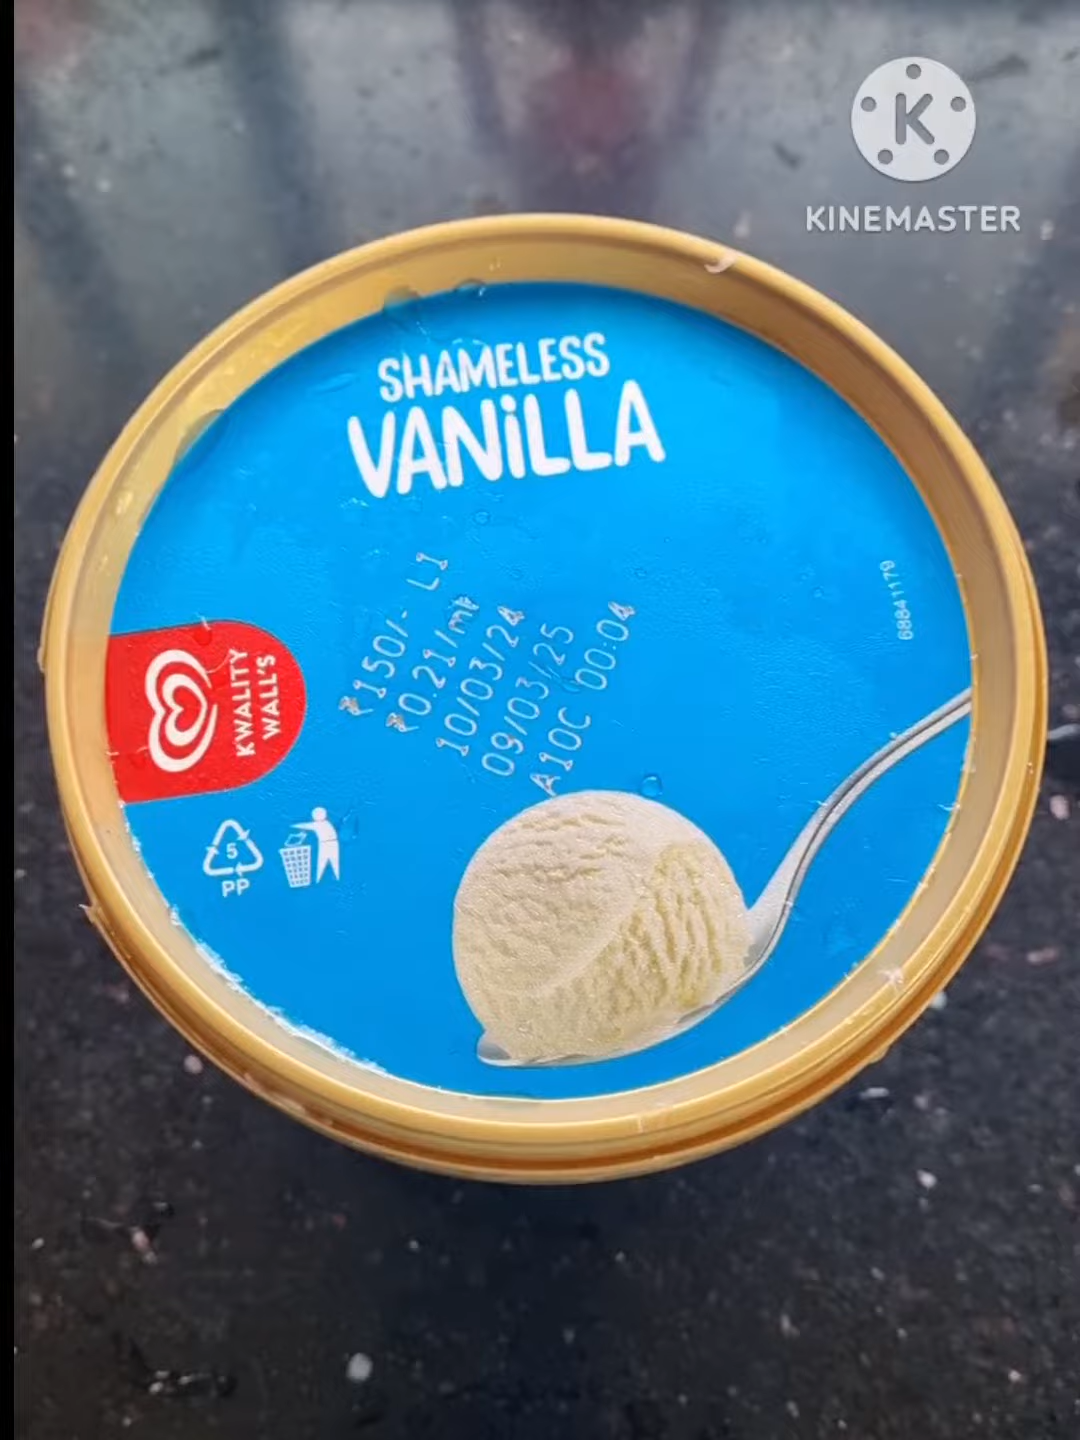 KINEMASTER
SHAMELESS
VANiLLA
₹150/- LI
₹0.21/ml
10/03/24
09/03/25
A10C 00:04
68841179
KWALITY
WALL'S
5
PP